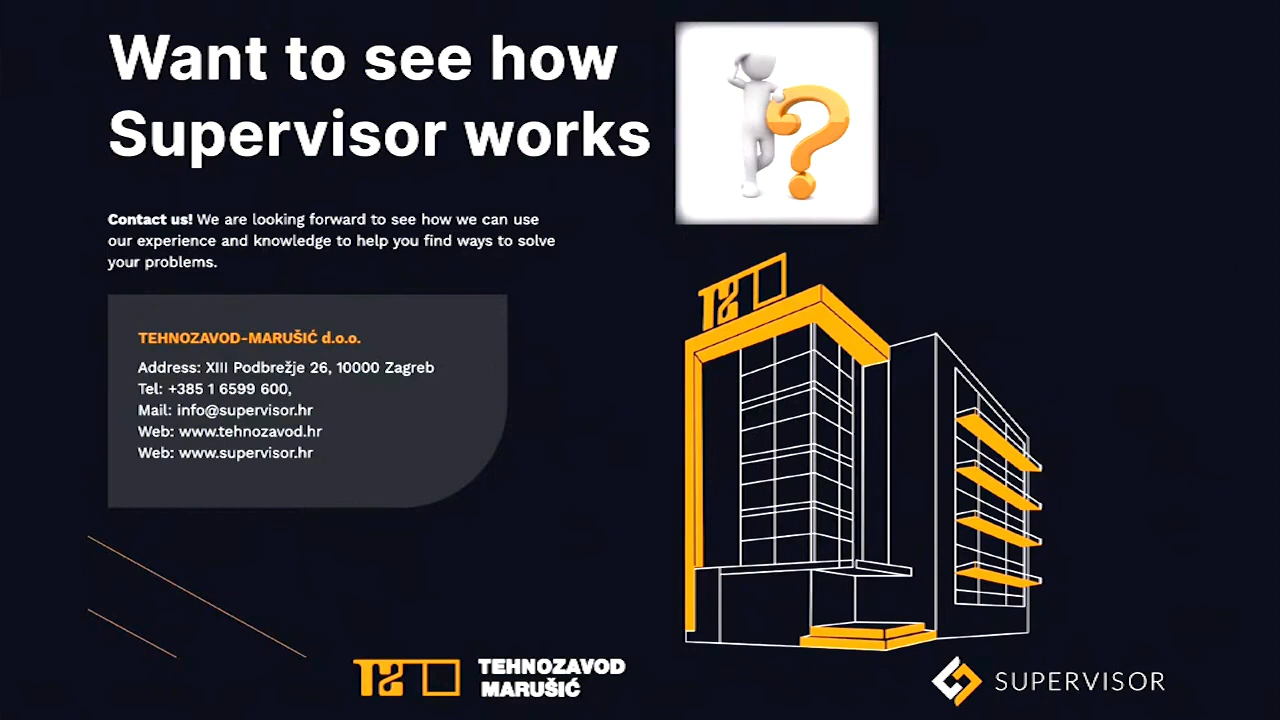 Want to see how
Supervisor works
Contact us! We are looking forward to see how we can use
our experience and knowledge to help you find ways to solve
your problems.
TEHNOZAVOD-MARUŠIĆ d.o.o.
Address: XIII Podbrežje 26, 10000 Zagreb
Tel: +385 1 6599 600,
Mail: info@supervisor.hr
Web: www.tehnozavod.hr
Web: www.supervisor.hr
TEHNOZAVOD
MARUŠIĆ
SUPERVISOR